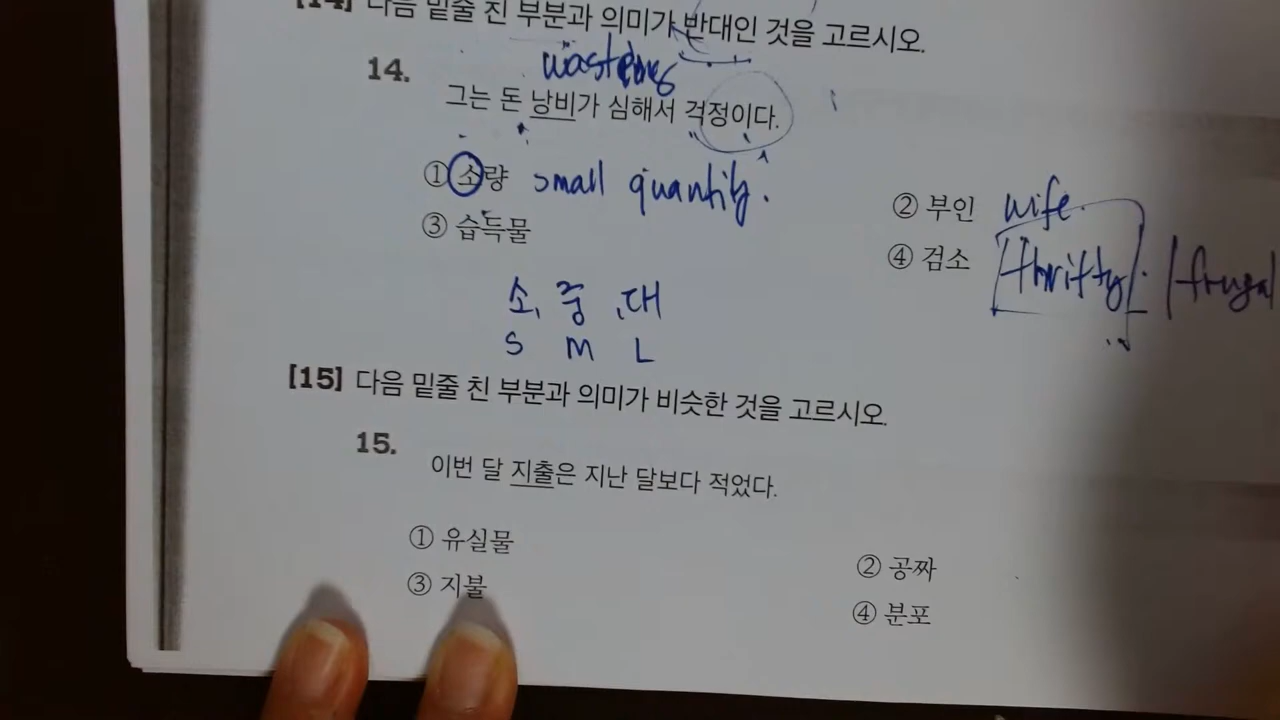 [14] 다음 밑줄 친 부분과 의미가 반대인 것을 고르시오.
14.
그는 돈 낭비가 심해서 걱정이다.
① 소량 small quantity.
② 부인 wife.
③ 습득물
④ 검소 thrifty. frugal
소, 중, 대
S M L
[15] 다음 밑줄 친 부분과 의미가 비슷한 것을 고르시오.
15.
이번 달 지출은 지난 달보다 적었다.
① 유실물
② 공짜
③ 지불
④ 분포